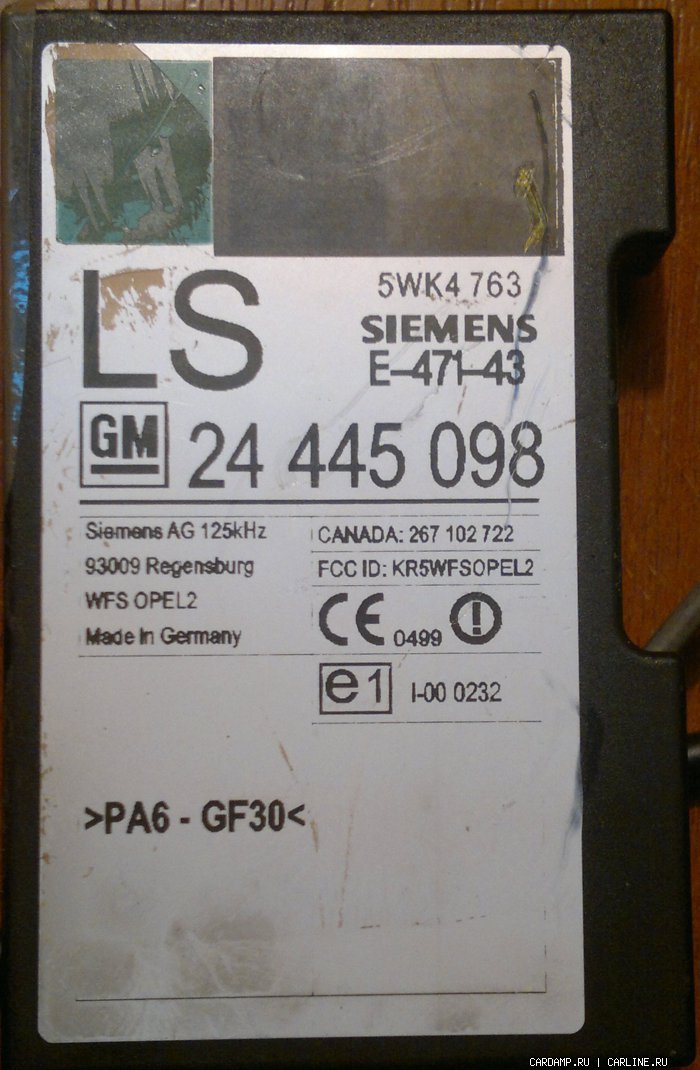 LS
5WK4 763
SIEMENS
E-471-43
GM 24 445 098
Siemens AG 125kHz
93009 Regensburg
WFS OPEL2
Made In Germany
CANADA: 267 102 722
FCC ID: KR5WFSOPEL2
CE 0499
e1 I-00 0232
>PA6 - GF30<
CARDAMP.RU | CARLINE.RU